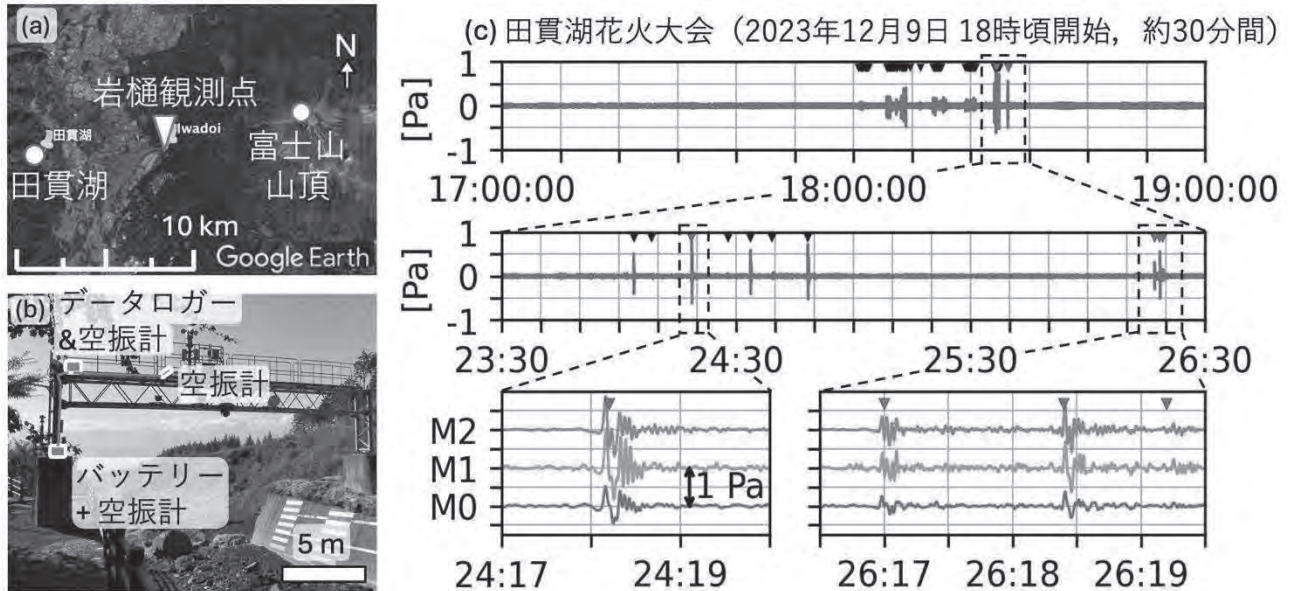 (a)
N
岩樋観測点
Iwadoi
田貫湖
田貫湖
富士山
山頂
10 km
Google Earth
(b) データロガー
&空振計
空振計
バッテリー
+ 空振計
5 m
(c) 田貫湖花火大会（2023年12月9日 18時頃開始，約30分間）
[Pa]
1
0
-1
17:00:00 18:00:00 19:00:00
[Pa]
1
0
-1
23:30 24:30 25:30 26:30
M2
M1
M0
1 Pa
24:17 24:19
26:17 26:18 26:19